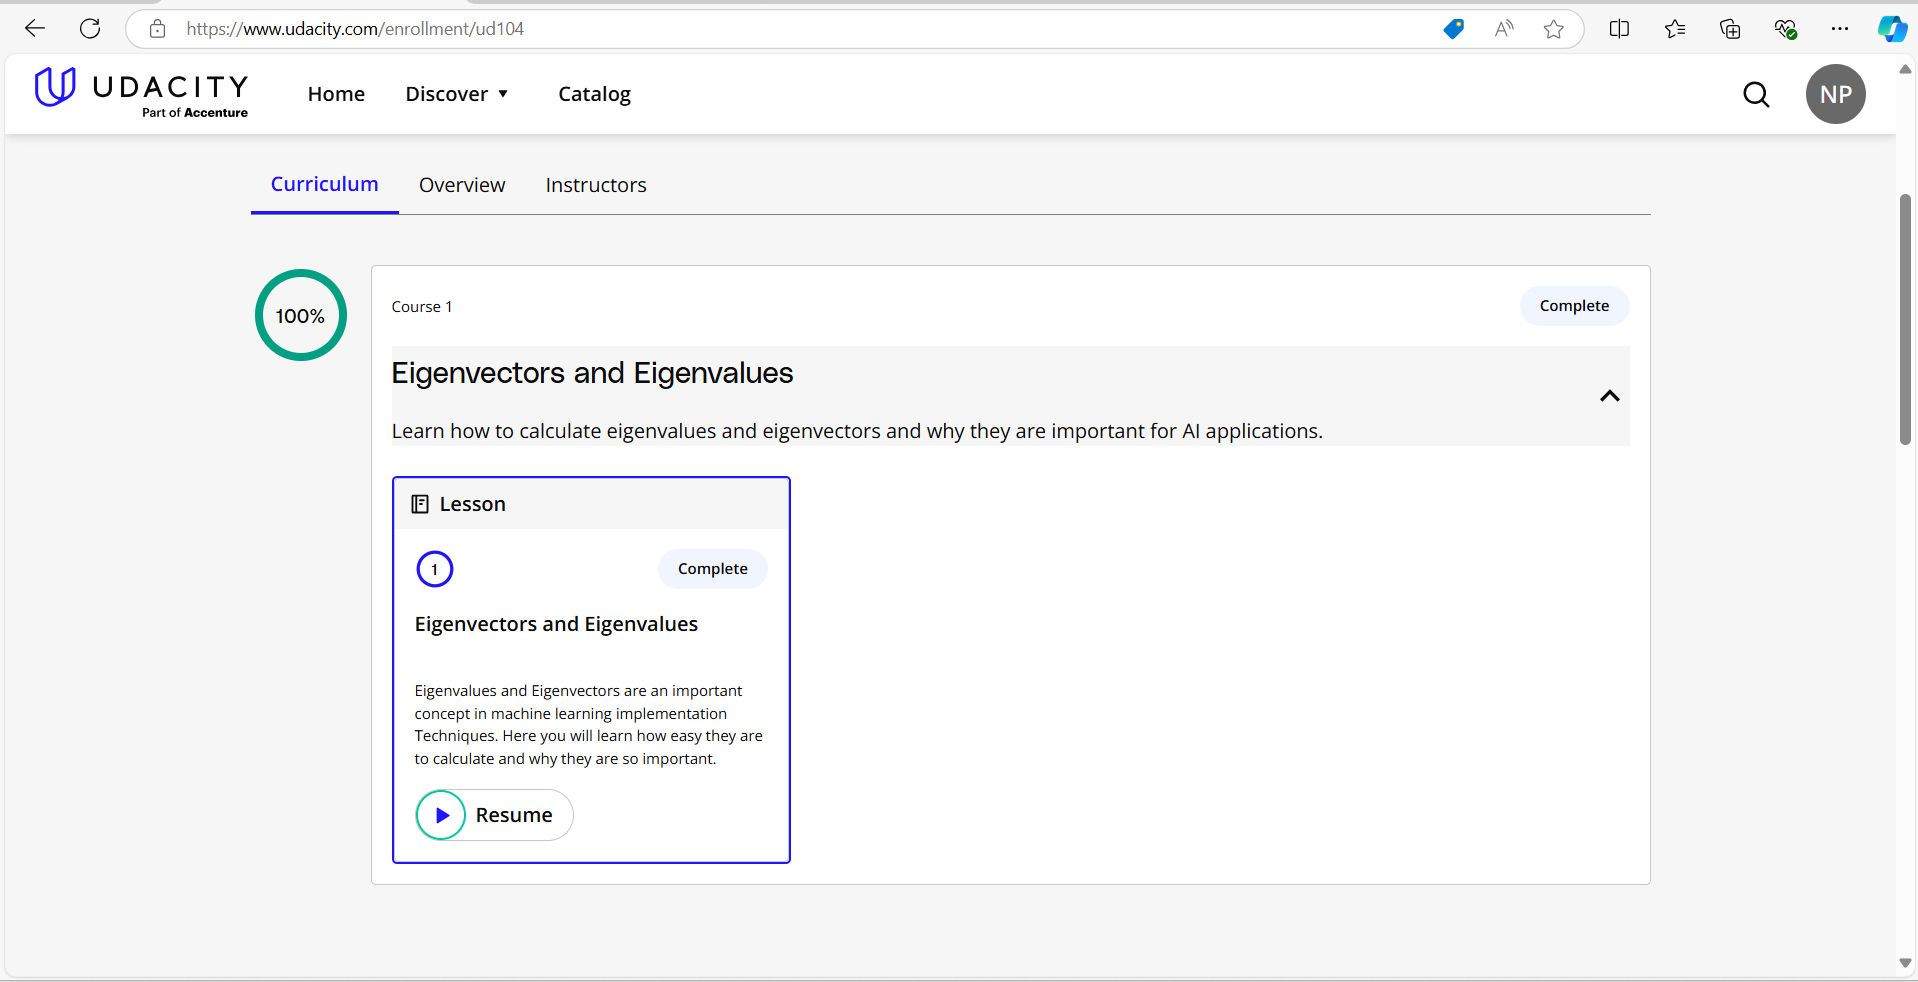 https://www.udacity.com/enrollment/ud104
UDACITY
Part of Accenture
Home
Discover
Catalog
NP
Curriculum
Overview
Instructors
100%
Course 1
Complete
Eigenvectors and Eigenvalues
Learn how to calculate eigenvalues and eigenvectors and why they are important for AI applications.
Lesson
1
Complete
Eigenvectors and Eigenvalues
Eigenvalues and Eigenvectors are an important
concept in machine learning implementation
Techniques. Here you will learn how easy they are
to calculate and why they are so important.
Resume